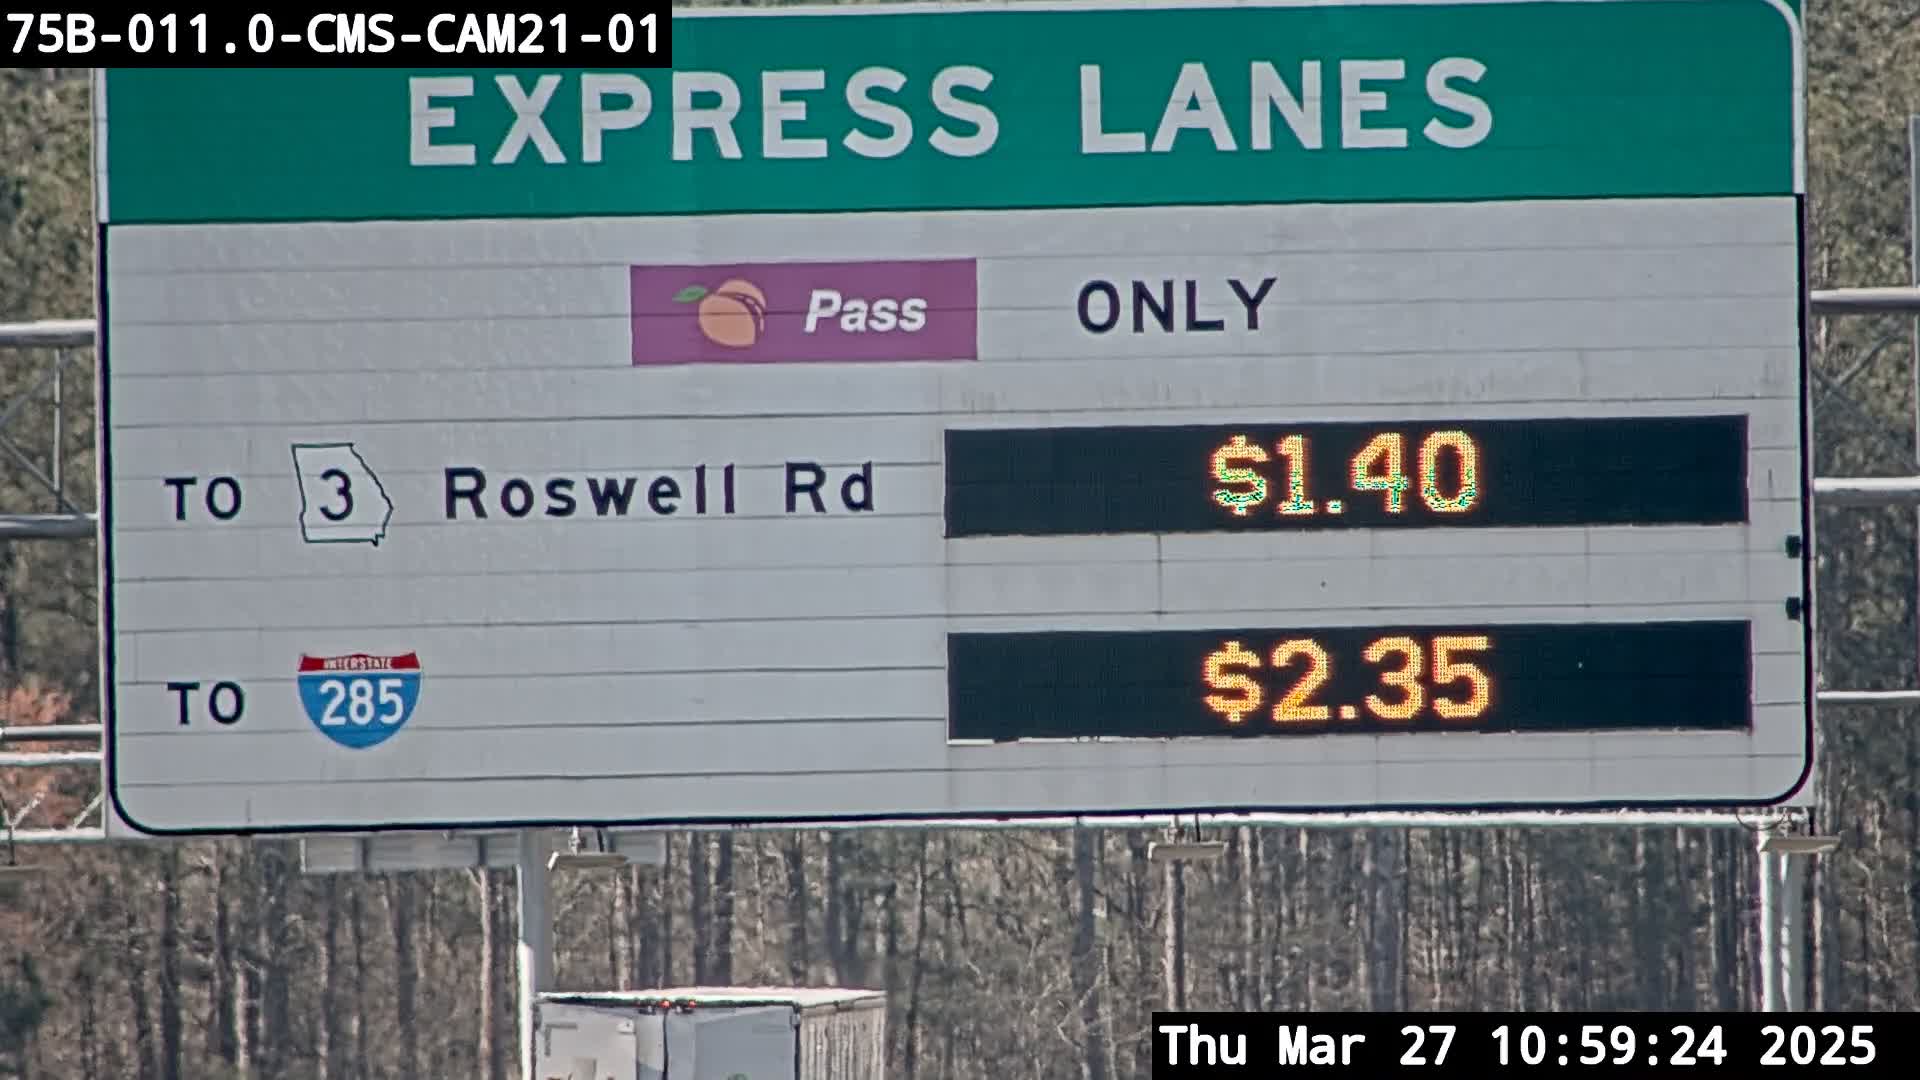 75B-011.0-CMS-CAM21-01
EXPRESS LANES
Pass ONLY
TO 3 Roswell Rd $1.40
INTERSTATE
TO 285 $2.35
Thu Mar 27 10:59:24 2025